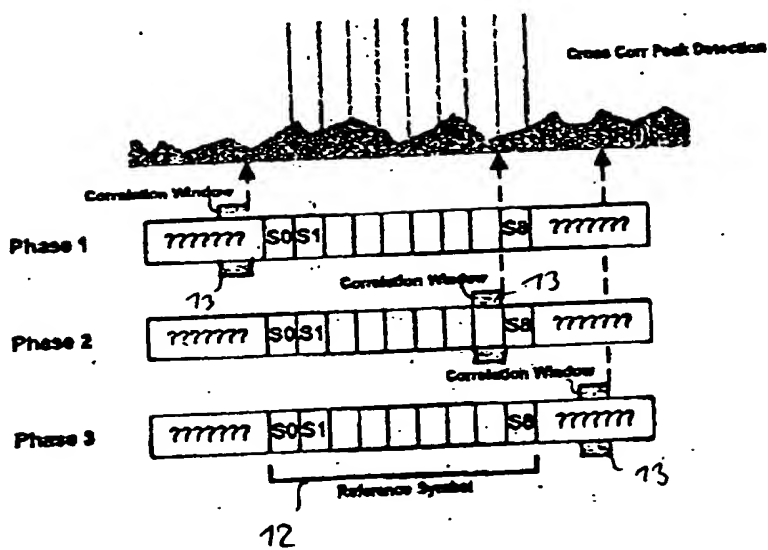 Cross Corr Peak Detection
Correlation Window
Phase 1
??????? S0 S1 S8 ???????
13
Correlation Window 13
Phase 2
??????? S0 S1 S8 ???????
Correlation Window
Phase 3
??????? S0 S1 S8 ???????
13
Reference Symbol
12